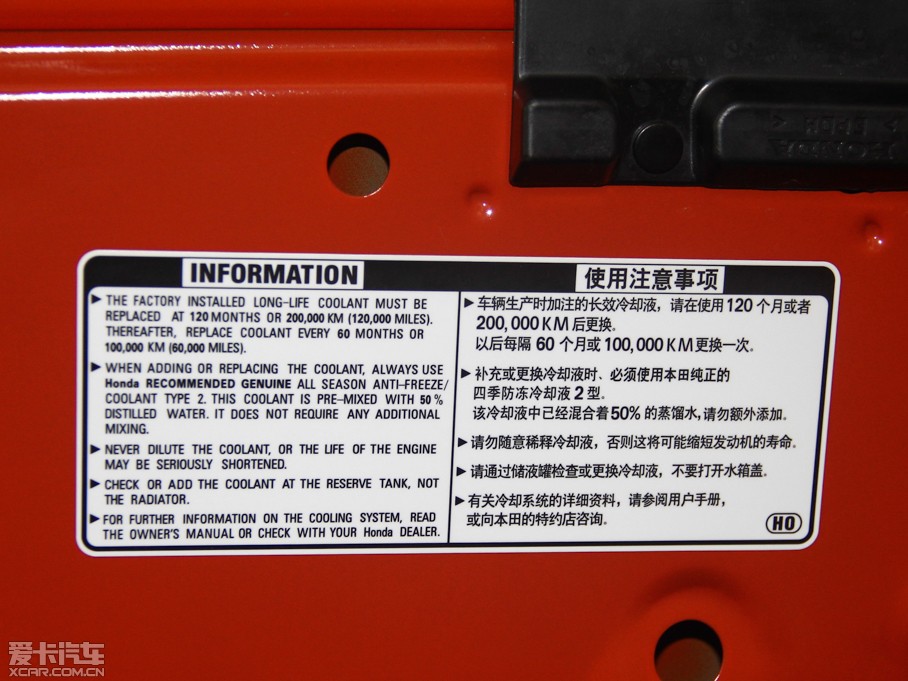 INFORMATION
▶ THE FACTORY INSTALLED LONG-LIFE COOLANT MUST BE
REPLACED AT 120 MONTHS OR 200,000 KM (120,000 MILES).
THEREAFTER, REPLACE COOLANT EVERY 60 MONTHS OR
100,000 KM (60,000 MILES).
▶ WHEN ADDING OR REPLACING THE COOLANT, ALWAYS USE
Honda RECOMMENDED GENUINE ALL SEASON ANTI-FREEZE/
COOLANT TYPE 2. THIS COOLANT IS PRE-MIXED WITH 50 %
DISTILLED WATER. IT DOES NOT REQUIRE ANY ADDITIONAL
MIXING.
▶ NEVER DILUTE THE COOLANT, OR THE LIFE OF THE ENGINE
MAY BE SERIOUSLY SHORTENED.
▶ CHECK OR ADD THE COOLANT AT THE RESERVE TANK, NOT
THE RADIATOR.
▶ FOR FURTHER INFORMATION ON THE COOLING SYSTEM, READ
THE OWNER'S MANUAL OR CHECK WITH YOUR Honda DEALER.
使用注意事项
▶ 车辆生产时加注的长效冷却液，请在使用 120 个月或者
200,000 KM 后更换.
以后每隔 60 个月或 100,000 KM 更换一次。
▶ 补充或更换冷却液时、必须使用本田纯正的
四季防冻冷却液 2 型。
该冷却液中已经混合着50% 的蒸馏水,请勿额外添加。
▶ 请勿随意稀释冷却液，否则这将可能缩短发动机的寿命.
▶ 请通过储液罐检查或更换冷却液，不要打开水箱盖。
▶ 有关冷却系统的详细资料，请参阅用户手册，
或向本田的特约店咨询。
HO
爱卡汽车
XCAR.COM.CN